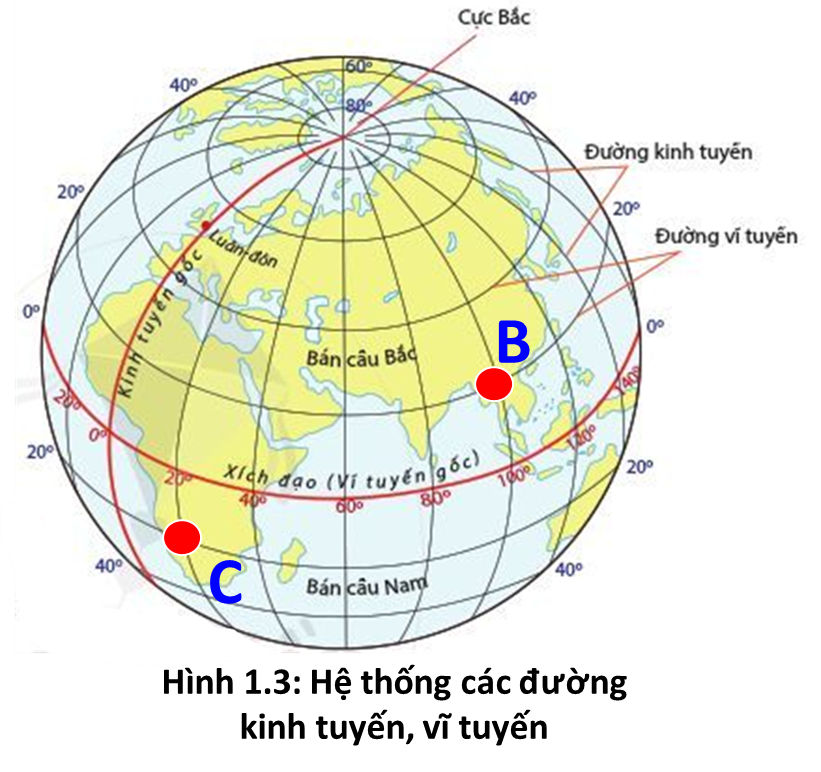 Cực Bắc
60°
80°
40°
40°
Đường kinh tuyến
20°
20°
Đường vĩ tuyến
Luân-đôn
Kinh tuyến gốc
0°
0°
B
Bán cầu Bắc
20°
0°
140°
120°
100°
80°
60°
40°
20°
Xích đạo (Vĩ tuyến gốc)
20°
20°
C
40°
40°
Bán cầu Nam
Hình 1.3: Hệ thống các đường
kinh tuyến, vĩ tuyến